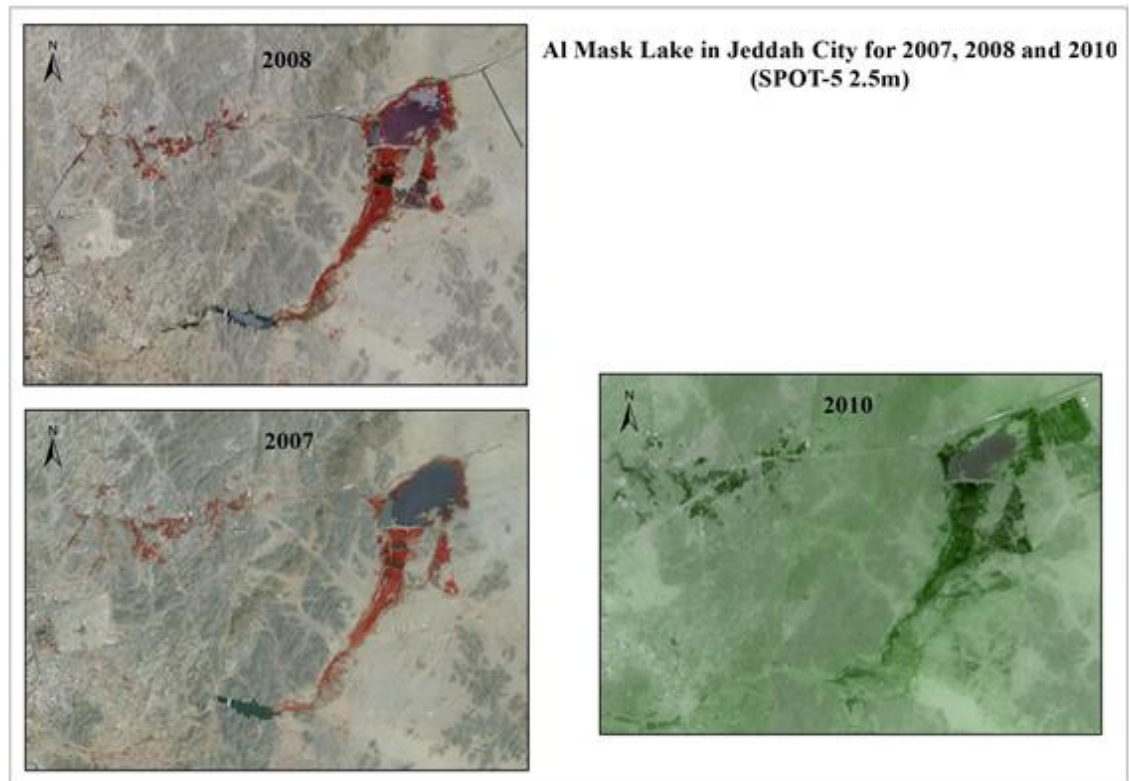 N
2008
Al Mask Lake in Jeddah City for 2007, 2008 and 2010
(SPOT-5 2.5m)
N
2007
N
2010